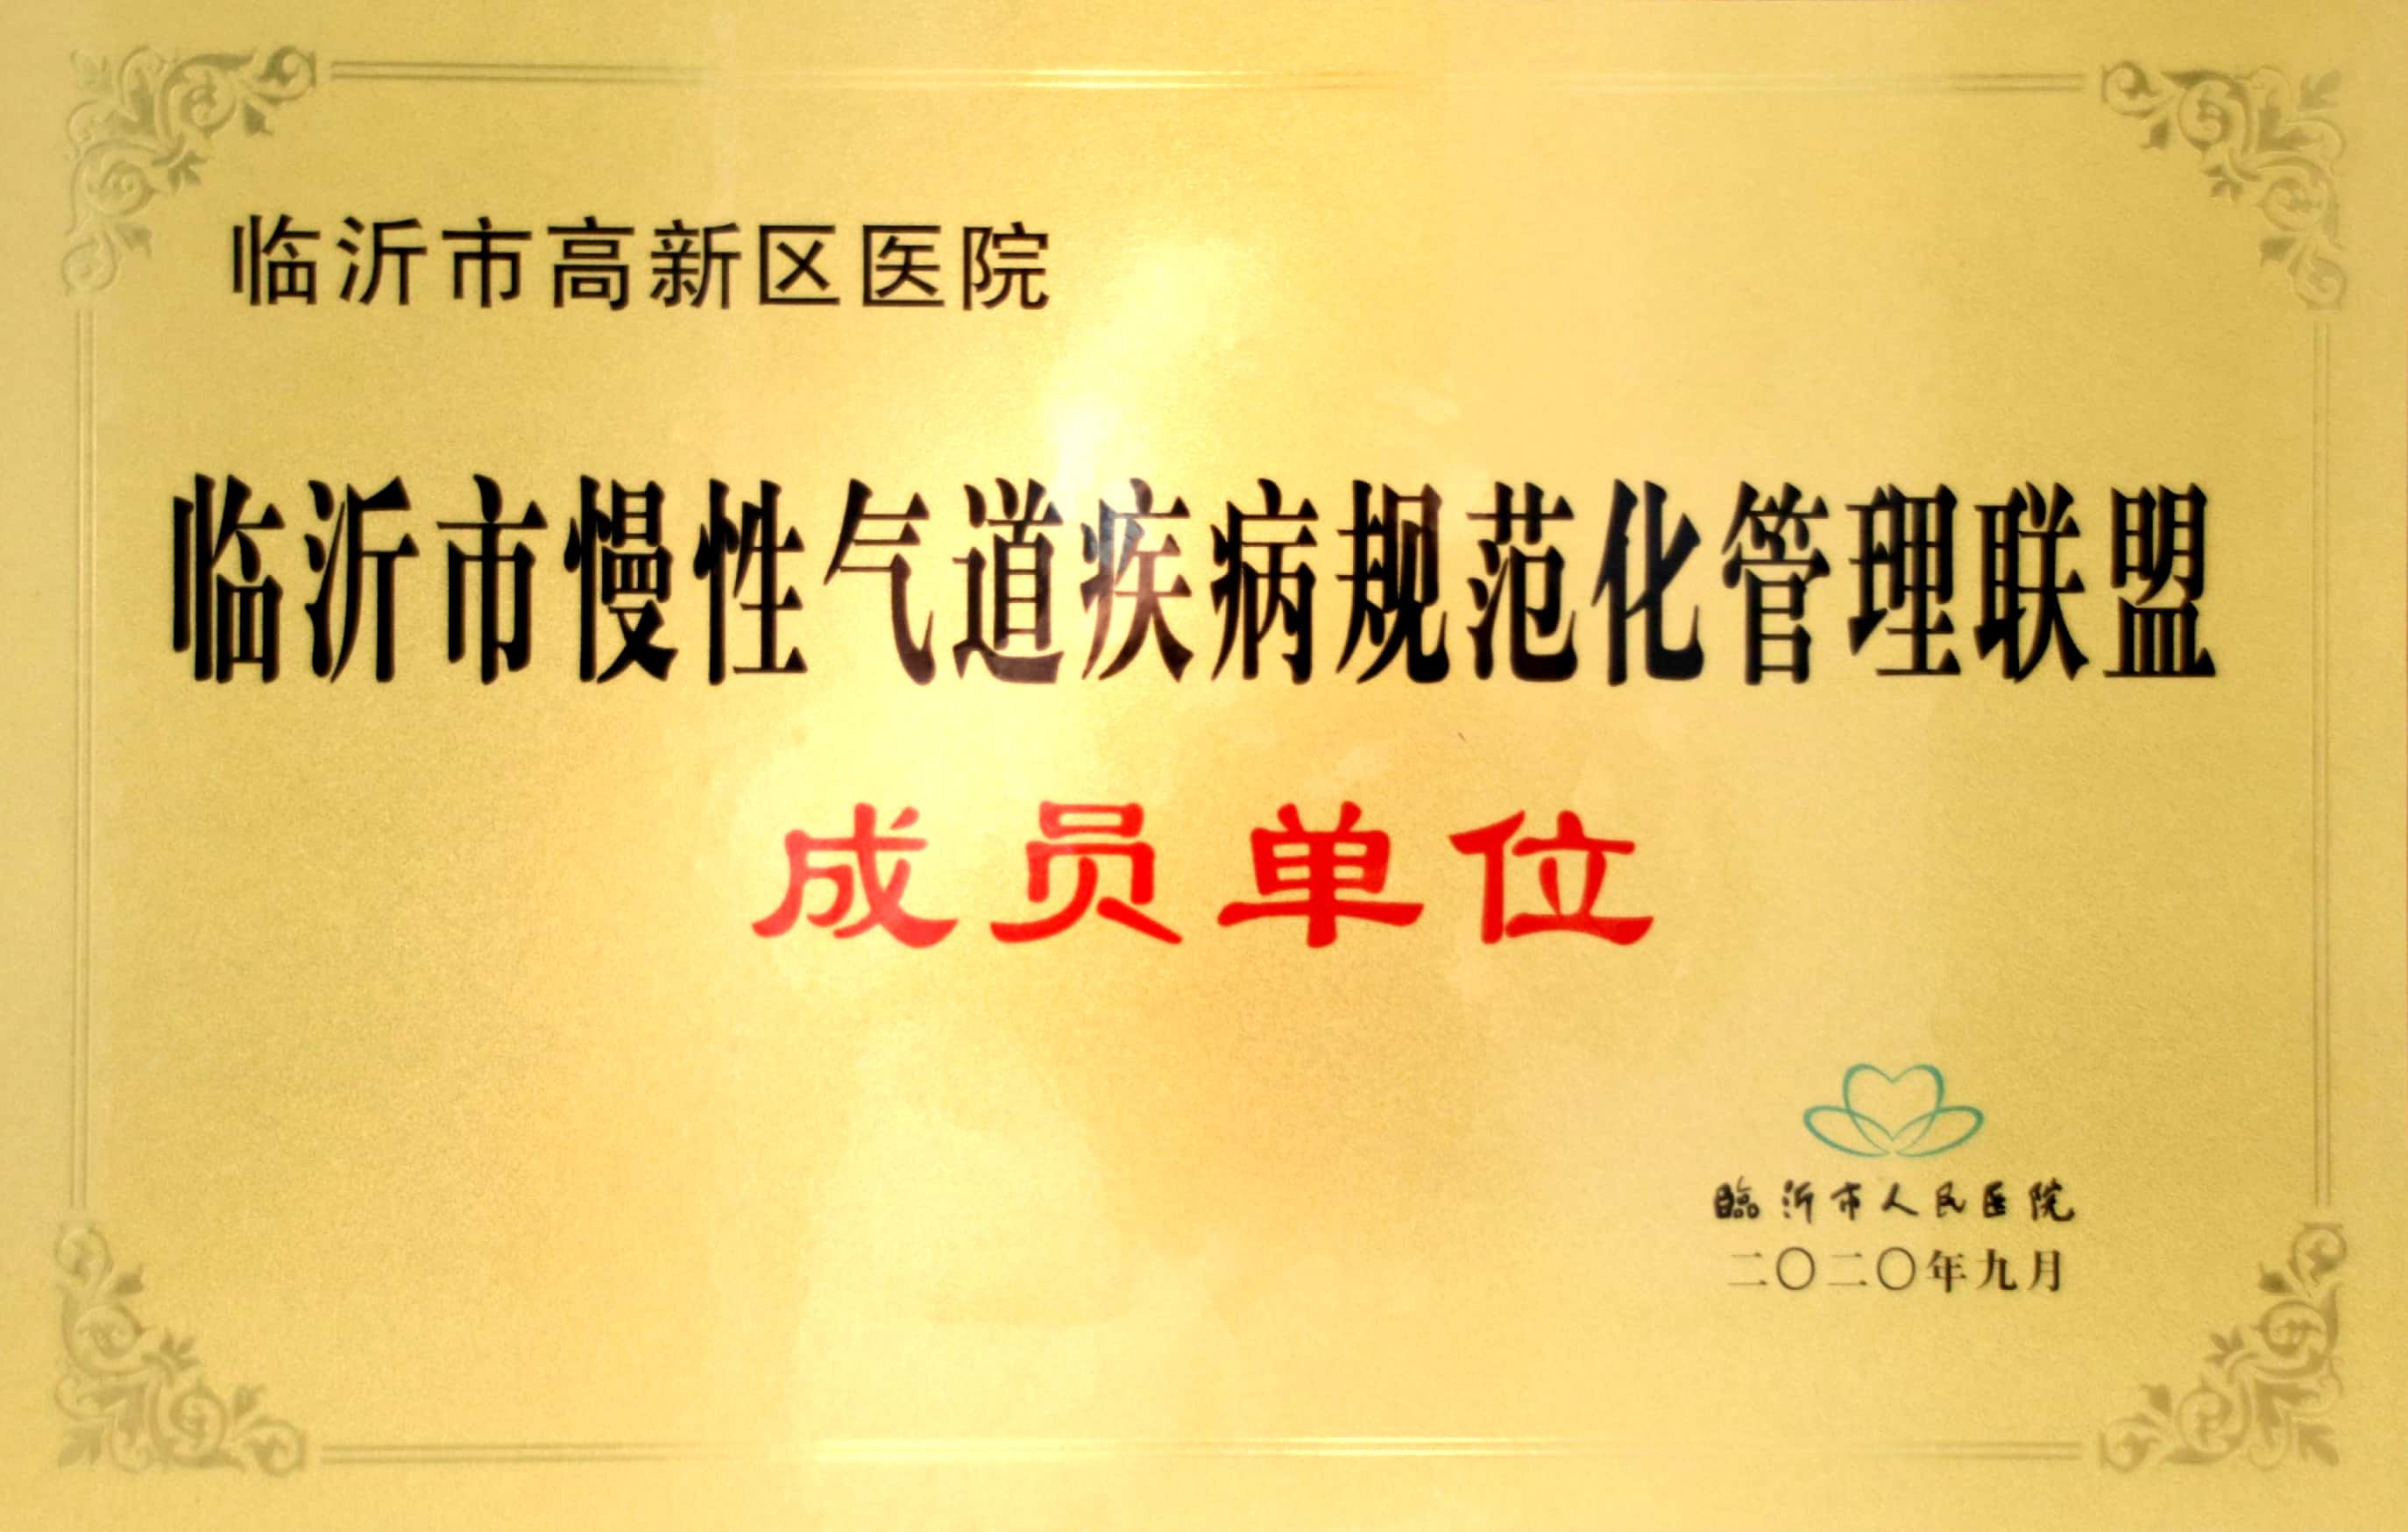 临沂市高新区医院
临沂市慢性气道疾病规范化管理联盟
成员单位
臨沂市人民医院
二〇二〇年九月